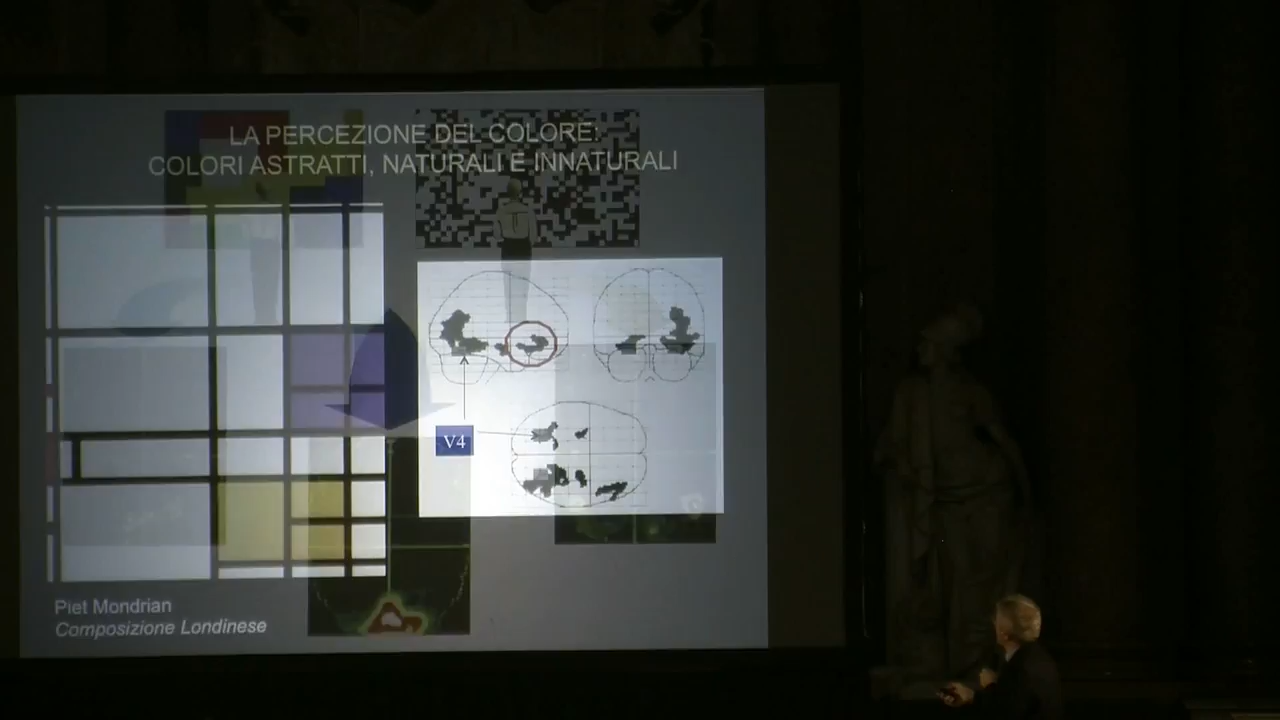 LA PERCEZIONE DEL COLORE:
COLORI ASTRATTI, NATURALI E INNATURALI
V4
Piet Mondrian
Composizione Londinese